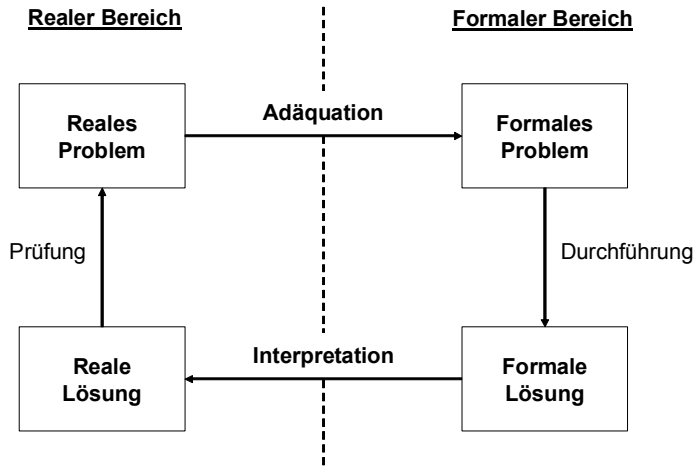 Realer Bereich
Formaler Bereich
Reales
Problem
Adäquation
Formales
Problem
Prüfung
Durchführung
Reale
Lösung
Interpretation
Formale
Lösung